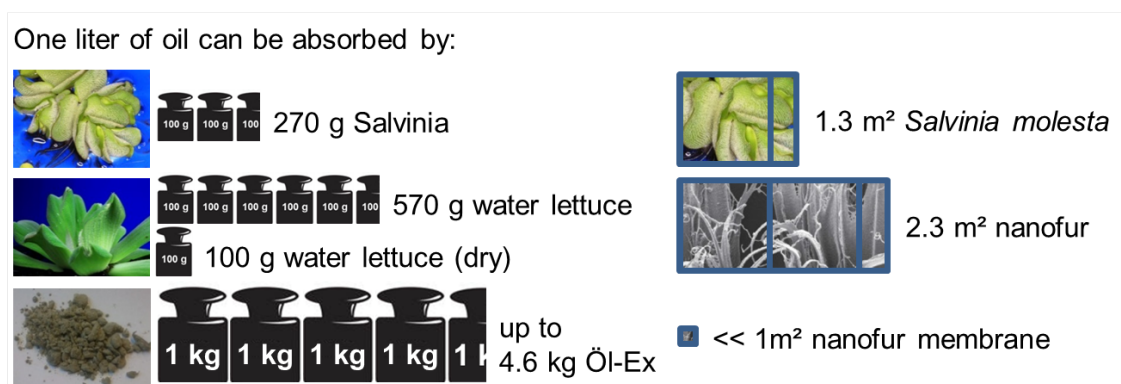 One liter of oil can be absorbed by:
100 g 100 g 100 270 g Salvinia
1.3 m² Salvinia molesta
100 g 100 g 100 g 100 g 100 g 100 570 g water lettuce
100 g 100 g water lettuce (dry)
2.3 m² nanofur
1 kg 1 kg 1 kg 1 kg 1 k up to
4.6 kg Öl-Ex
<< 1m² nanofur membrane